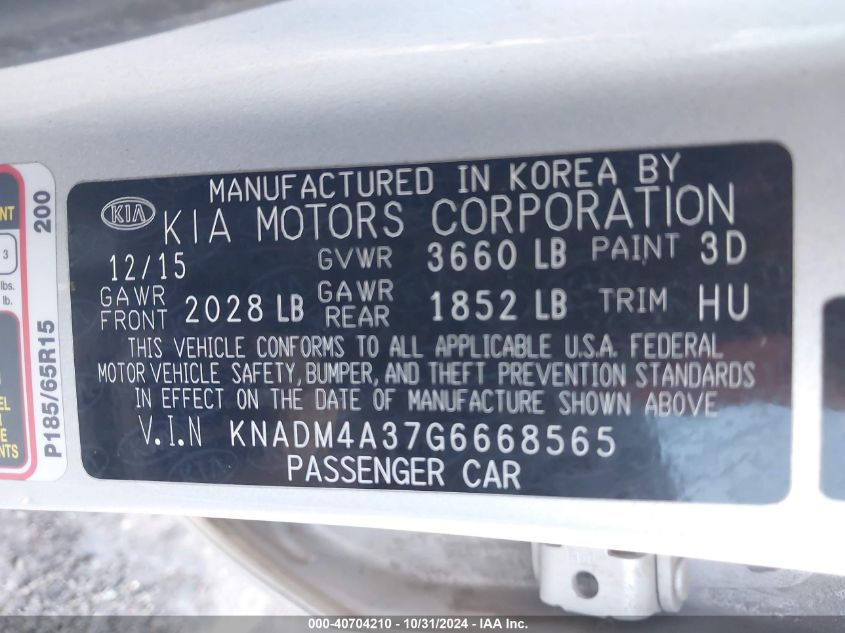 MANUFACTURED IN KOREA BY
KIA
KIA MOTORS CORPORATION
12/15 GVWR 3660 LB PAINT 3D
GAWR FRONT 2028 LB GAWR REAR 1852 LB TRIM HU
THIS VEHICLE CONFORMS TO ALL APPLICABLE U.S.A. FEDERAL
MOTOR VEHICLE SAFETY, BUMPER, AND THEFT PREVENTION STANDARDS
IN EFFECT ON THE DATE OF MANUFACTURE SHOWN ABOVE
V.I.N KNADM4A37G6668565
PASSENGER CAR
P185/65R15 200
3
lbs.
lb.
000-40704210 - 10/31/2024 - IAA Inc.